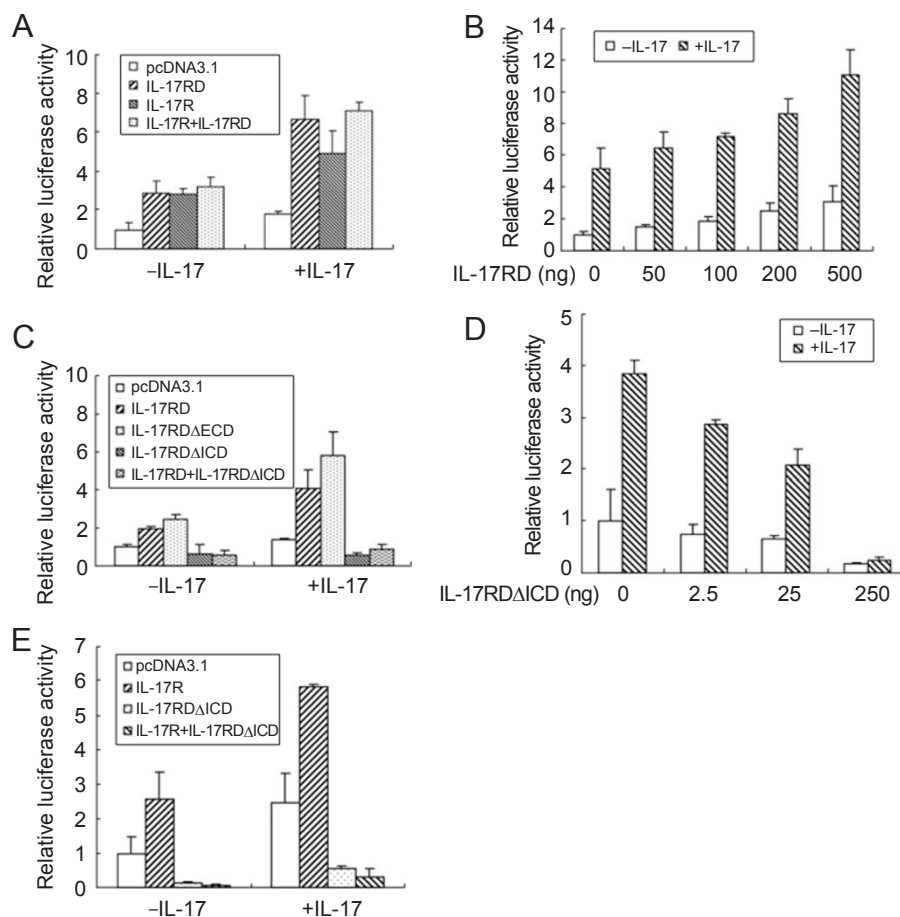 A
Relative luciferase activity
10
8
6
4
2
0
pcDNA3.1
IL-17RD
IL-17R
IL-17R+IL-17RD
–IL-17
+IL-17
B
Relative luciferase activity
14
12
10
8
6
4
2
0
–IL-17
+IL-17
IL-17RD (ng) 0 50 100 200 500
C
Relative luciferase activity
10
8
6
4
2
0
pcDNA3.1
IL-17RD
IL-17RDΔECD
IL-17RDΔICD
IL-17RD+IL-17RDΔICD
–IL-17
+IL-17
D
Relative luciferase activity
5
4
3
2
1
0
–IL-17
+IL-17
IL-17RDΔICD (ng) 0 2.5 25 250
E
Relative luciferase activity
7
6
5
4
3
2
1
0
pcDNA3.1
IL-17R
IL-17RDΔICD
IL-17R+IL-17RDΔICD
–IL-17
+IL-17